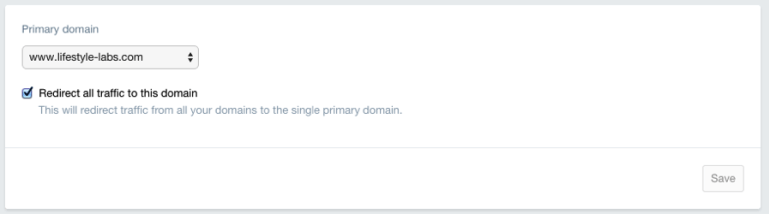 Primary domain
www.lifestyle-labs.com
Redirect all traffic to this domain
This will redirect traffic from all your domains to the single primary domain.
Save